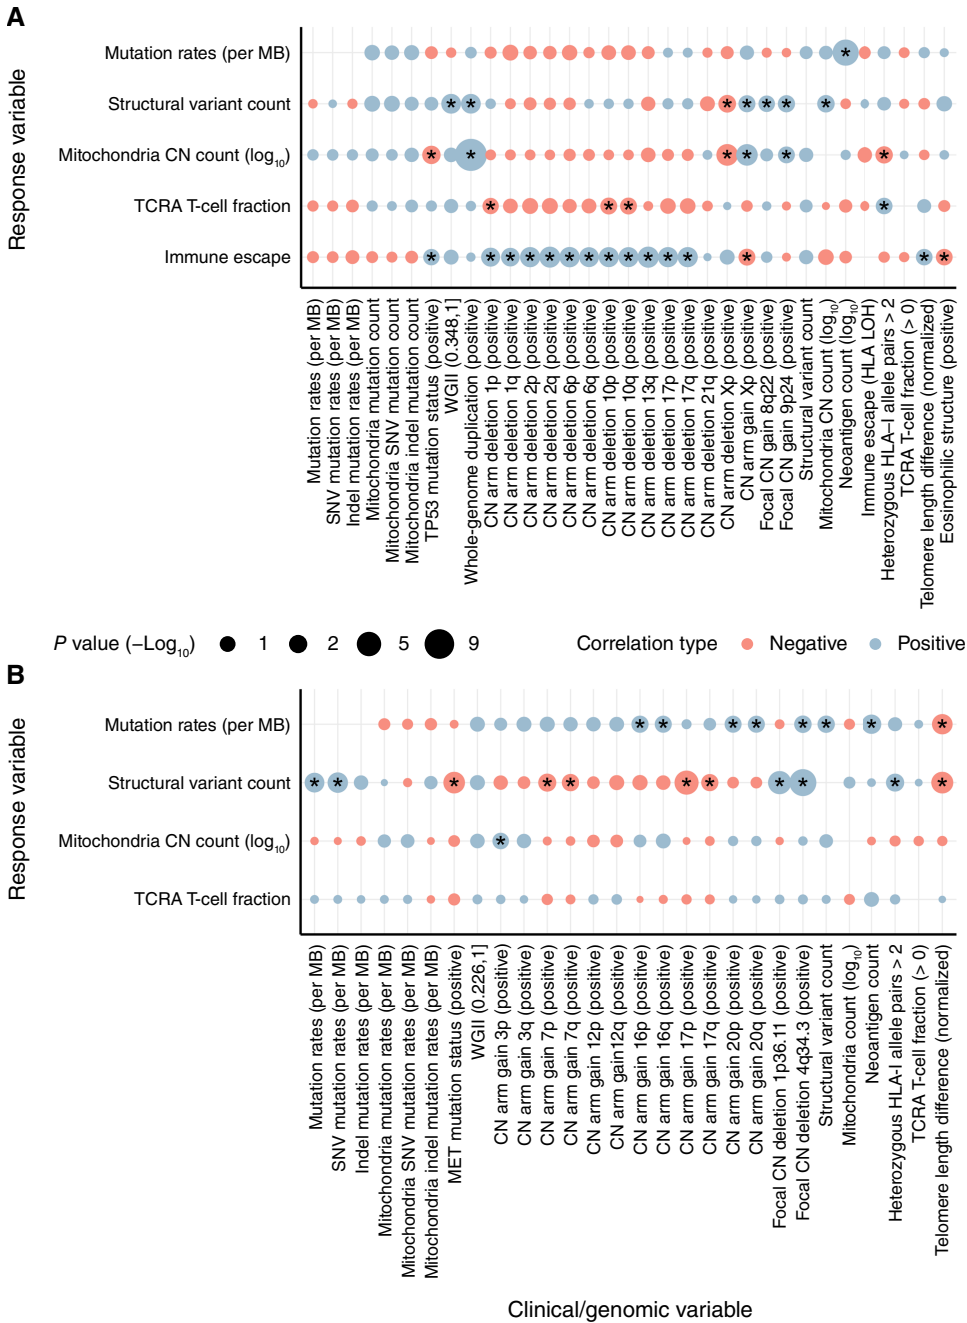 A
Response variable
Mutation rates (per MB)
Structural variant count
Mitochondria CN count (log10)
TCRA T-cell fraction
Immune escape
Mutation rates (per MB)
SNV mutation rates (per MB)
Indel mutation rates (per MB)
Mitochondria mutation count
Mitochondria SNV mutation count
Mitochondria indel mutation count
TP53 mutation status (positive)
WGII (0.348,1]
Whole-genome duplication (positive)
CN arm deletion 1p (positive)
CN arm deletion 1q (positive)
CN arm deletion 2p (positive)
CN arm deletion 2q (positive)
CN arm deletion 6p (positive)
CN arm deletion 6q (positive)
CN arm deletion 10p (positive)
CN arm deletion 10q (positive)
CN arm deletion 13q (positive)
CN arm deletion 17p (positive)
CN arm deletion 17q (positive)
CN arm deletion 21q (positive)
CN arm deletion Xp (positive)
CN arm gain Xp (positive)
Focal CN gain 8q22 (positive)
Focal CN gain 9p24 (positive)
Structural variant count
Mitochondria CN count (log10)
Neoantigen count (log10)
Immune escape (HLA LOH)
Heterozygous HLA–I allele pairs > 2
TCRA T-cell fraction (> 0)
Telomere length difference (normalized)
Eosinophilic structure (positive)
P value (−Log10) 1 2 5 9 Correlation type Negative Positive
B
Response variable
Mutation rates (per MB)
Structural variant count
Mitochondria CN count (log10)
TCRA T-cell fraction
Mutation rates (per MB)
SNV mutation rates (per MB)
Indel mutation rates (per MB)
Mitochondria mutation rates (per MB)
Mitochondria SNV mutation rates (per MB)
Mitochondria indel mutation rates (per MB)
MET mutation status (positive)
WGII (0.226,1]
CN arm gain 3p (positive)
CN arm gain 3q (positive)
CN arm gain 7p (positive)
CN arm gain 7q (positive)
CN arm gain 12p (positive)
CN arm gain12q (positive)
CN arm gain 16p (positive)
CN arm gain 16q (positive)
CN arm gain 17p (positive)
CN arm gain 17q (positive)
CN arm gain 20p (positive)
CN arm gain 20q (positive)
Focal CN deletion 1p36.11 (positive)
Focal CN deletion 4q34.3 (positive)
Structural variant count
Mitochondria count (log10)
Neoantigen count
Heterozygous HLA-I allele pairs > 2
TCRA T-cell fraction (> 0)
Telomere length difference (normalized)
Clinical/genomic variable